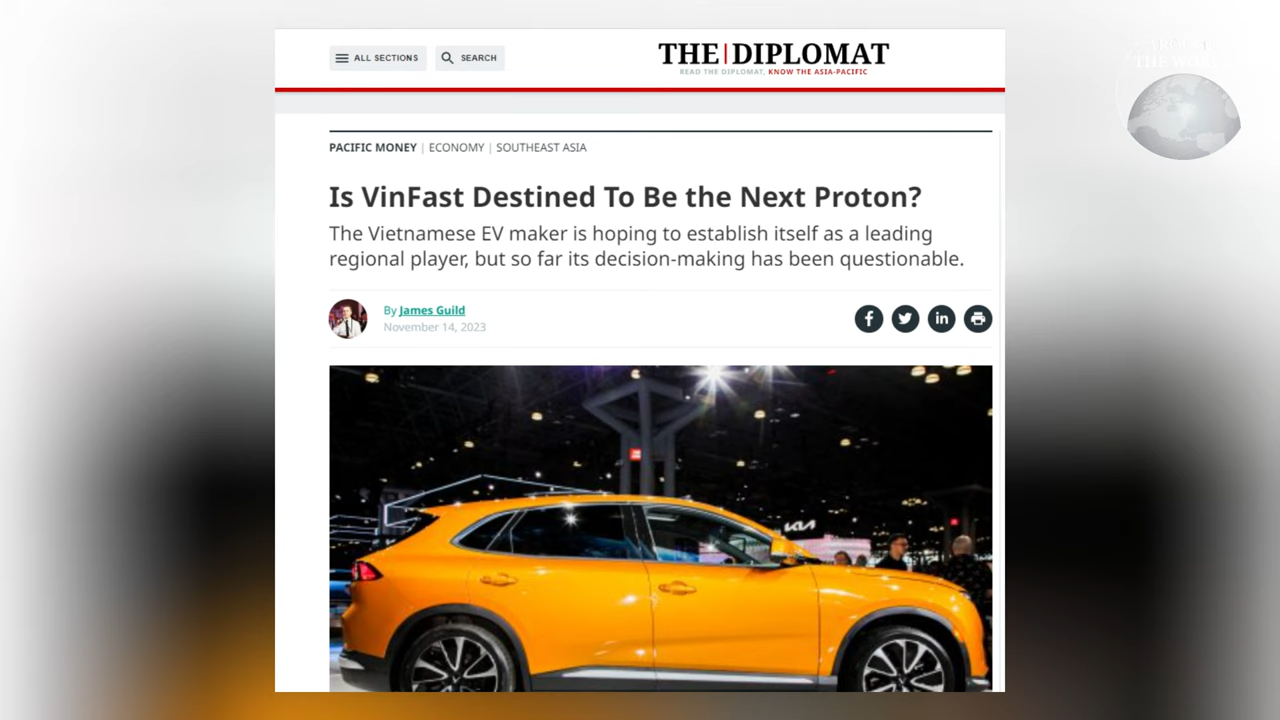 ALL SECTIONS
SEARCH
THE DIPLOMAT
READ THE DIPLOMAT, KNOW THE ASIA-PACIFIC
PACIFIC MONEY | ECONOMY | SOUTHEAST ASIA
Is VinFast Destined To Be the Next Proton?
The Vietnamese EV maker is hoping to establish itself as a leading
regional player, but so far its decision-making has been questionable.
By James Guild
November 14, 2023
KIA
THE WORLD